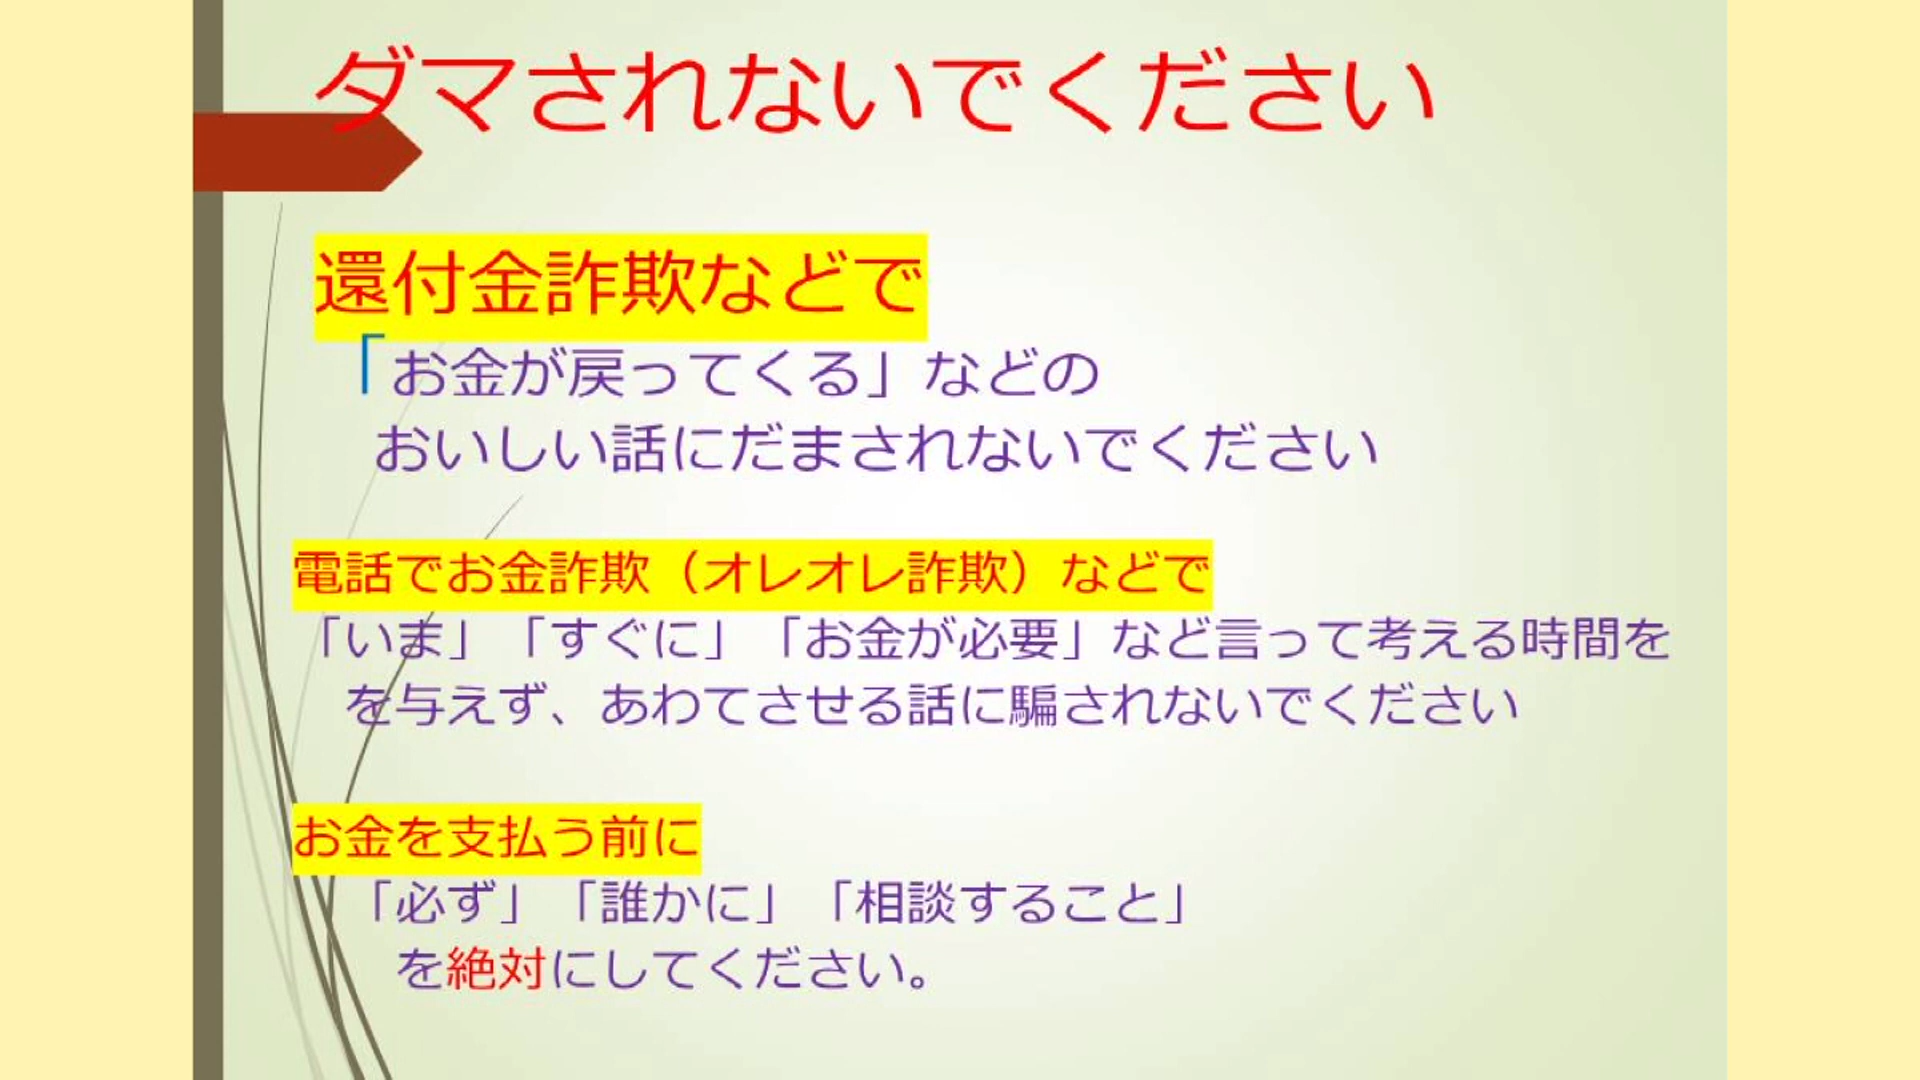 ダマされないでください
還付金詐欺などで
「お金が戻ってくる」などの
おいしい話にだまされないでください
電話でお金詐欺（オレオレ詐欺）などで
「いま」「すぐに」「お金が必要」など言って考える時間を
を与えず、あわてさせる話に騙されないでください
お金を支払う前に
「必ず」「誰かに」「相談すること」
を絶対にしてください。